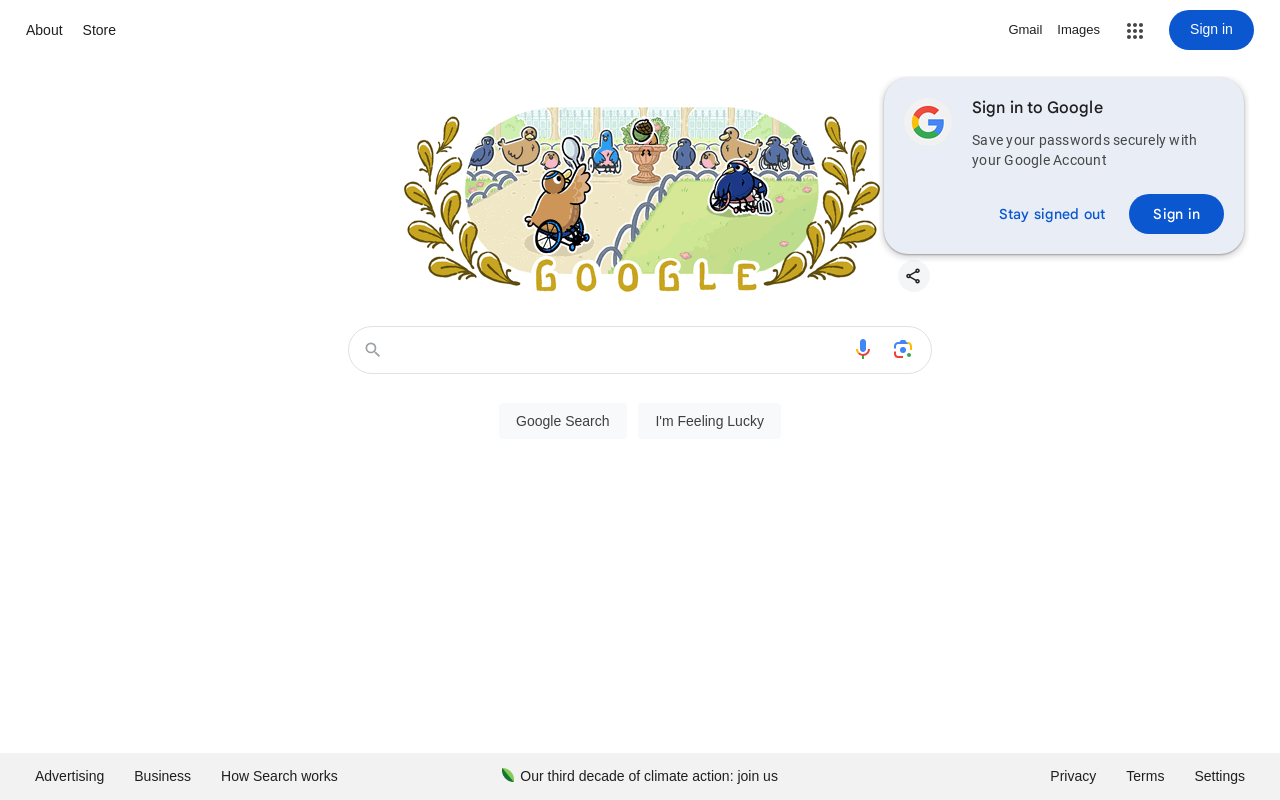 About
Store
Gmail
Images
Sign in
Sign in to Google
Save your passwords securely with
your Google Account
Stay signed out
Sign in
GOOGLE
Google Search
I'm Feeling Lucky
Advertising
Business
How Search works
Our third decade of climate action: join us
Privacy
Terms
Settings